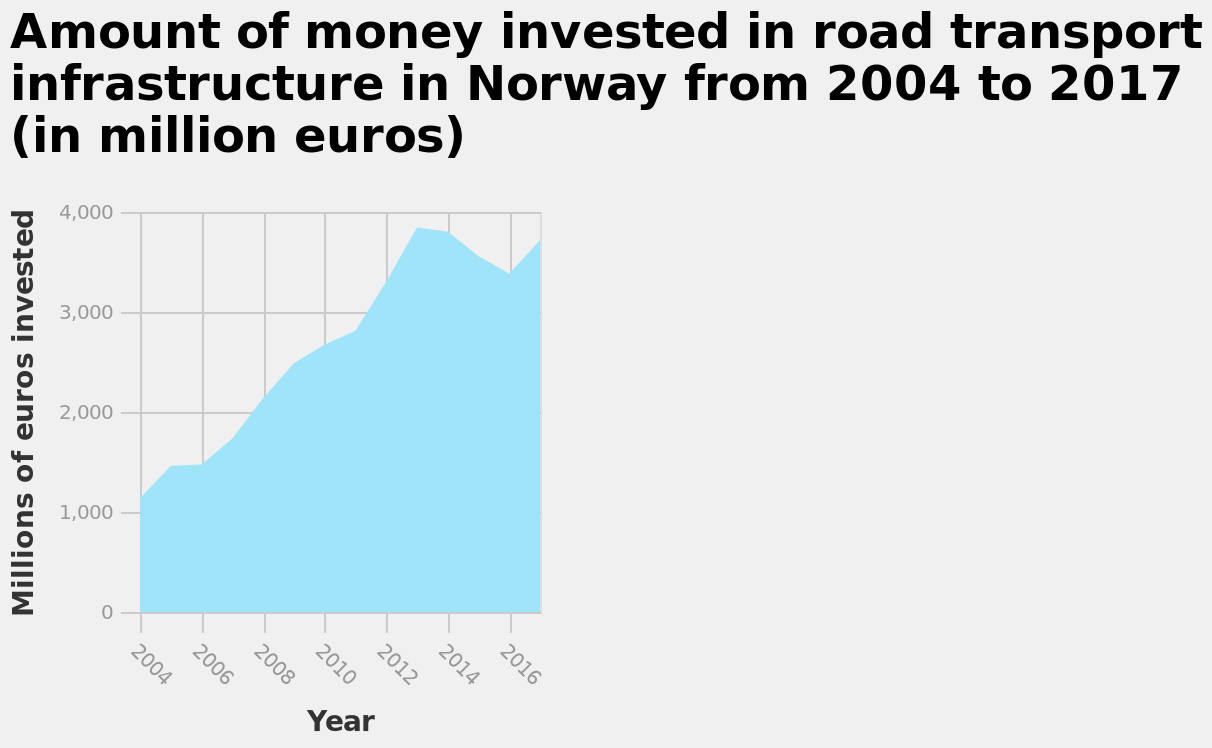 Amount of money invested in road transport
infrastructure in Norway from 2004 to 2017
(in million euros)
Millions of euros invested
4,000
3,000
2,000
1,000
0
2004
2006
2008
2010
2012
2014
2016
Year